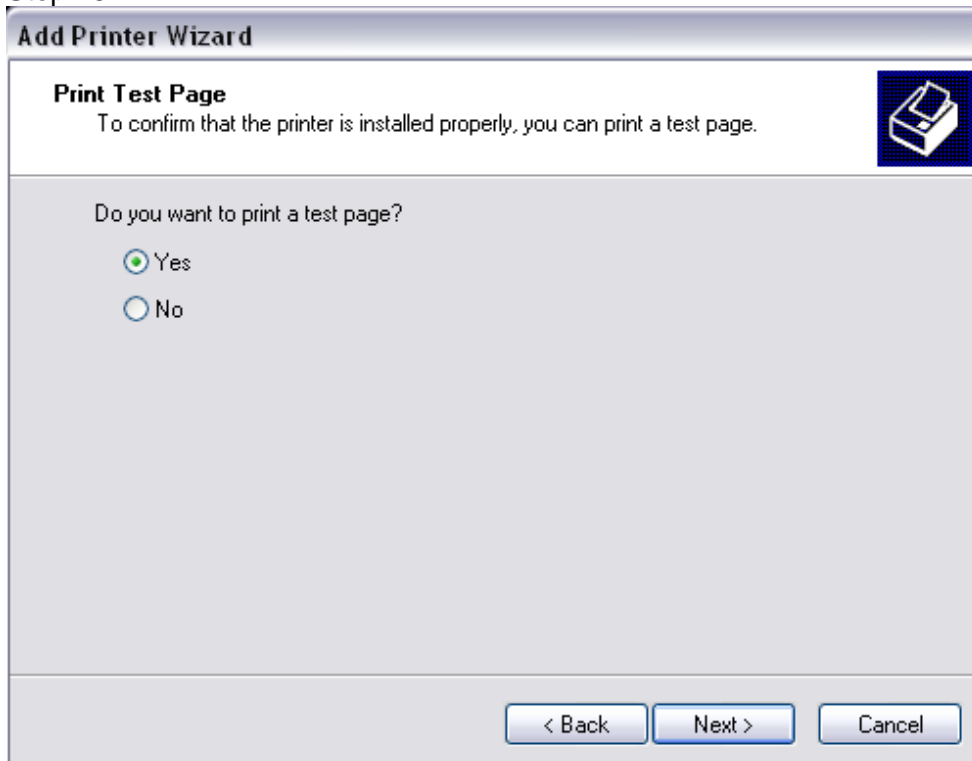 Add Printer Wizard
Print Test Page
To confirm that the printer is installed properly, you can print a test page.
Do you want to print a test page?
Yes
No
< Back Next > Cancel